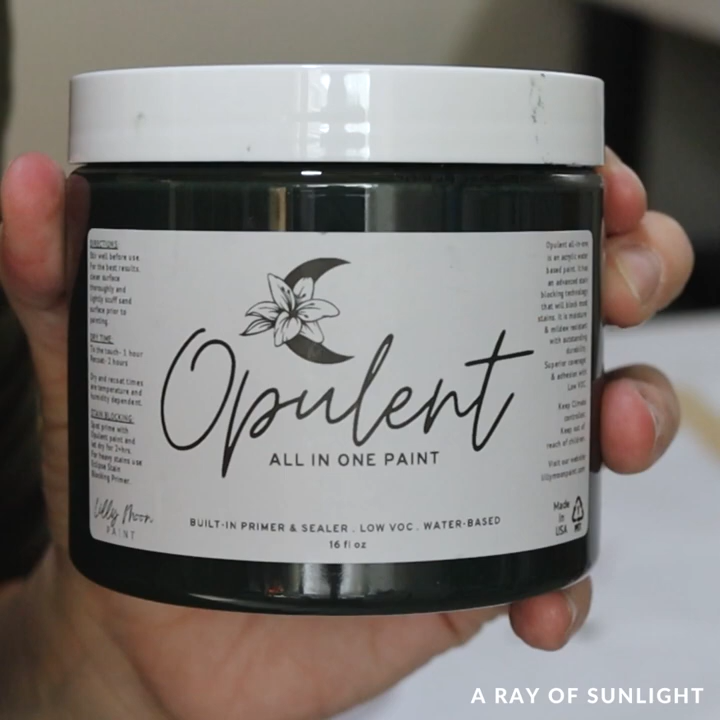 DIRECTIONS:
Stir well before use.
For the best results,
clean surface
thoroughly and
lightly scuff sand
surface prior to
painting.
DRY TIME:
To the touch- 1 hour
Recoat- 2 hours
Dry and recoat times
are temperature and
humidity dependent.
STAIN BLOCKING:
Spot prime with
Opulent paint and
let dry for 2+hrs.
For heavy stains use
Eclipse Stain
Blocking Primer.
Lilly Moon
PAINT
Opulent
ALL IN ONE PAINT
BUILT-IN PRIMER & SEALER . LOW VOC . WATER-BASED
16 fl oz
Opulent all-in-one
is an acrylic water
based paint. It has
an advanced stain
blocking technology
that will block most
stains. It is moisture
& mildew resistant
with outstanding
durability.
Superior coverage
& adhesion with
Low VOC.
Keep Climate
controlled.
Keep out of
reach of children.
Visit our website:
lillymoonpaint.com
Made
in
USA
A RAY OF SUNLIGHT